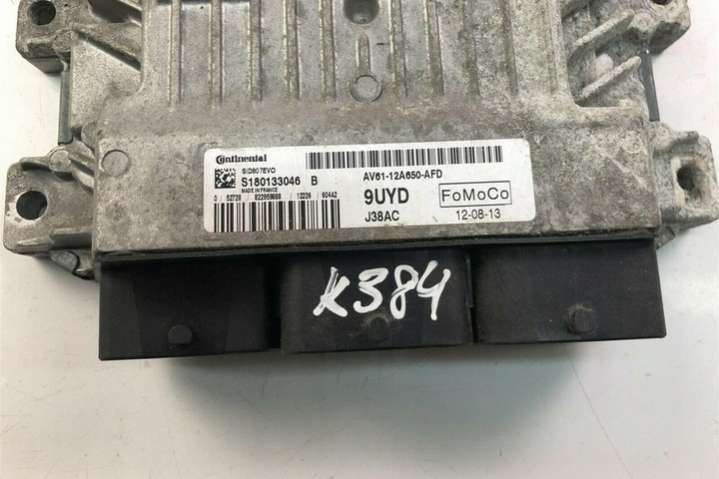 Continental
SID807EVO
S180133046 B
MADE IN FRANCE
AV61-12A650-AFD
9UYD
FoMoCo
J38AC
12-08-13
K384